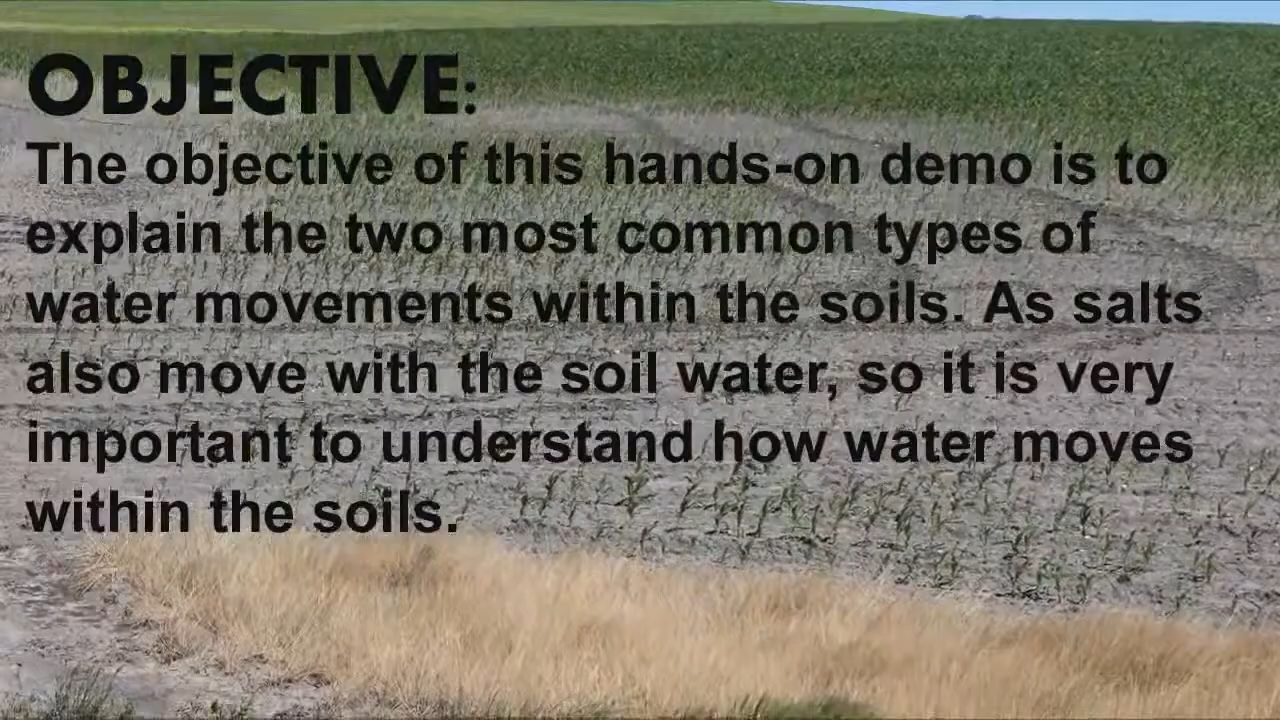 OBJECTIVE:
The objective of this hands-on demo is to
explain the two most common types of
water movements within the soils. As salts
also move with the soil water, so it is very
important to understand how water moves
within the soils.